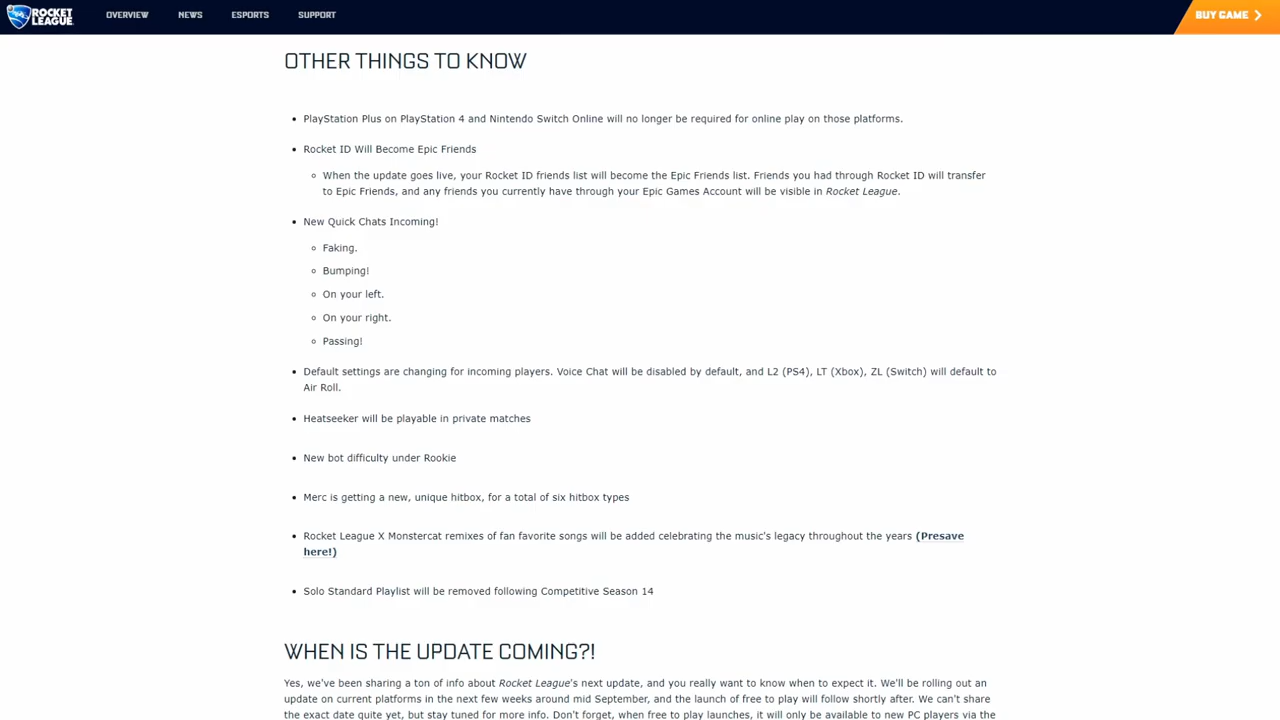 ROCKET LEAGUE
OVERVIEW NEWS ESPORTS SUPPORT
BUY GAME
OTHER THINGS TO KNOW
PlayStation Plus on PlayStation 4 and Nintendo Switch Online will no longer be required for online play on those platforms.
Rocket ID Will Become Epic Friends
When the update goes live, your Rocket ID friends list will become the Epic Friends list. Friends you had through Rocket ID will transfer
to Epic Friends, and any friends you currently have through your Epic Games Account will be visible in Rocket League.
New Quick Chats Incoming!
Faking.
Bumping!
On your left.
On your right.
Passing!
Default settings are changing for incoming players. Voice Chat will be disabled by default, and L2 (PS4), LT (Xbox), ZL (Switch) will default to
Air Roll.
Heatseeker will be playable in private matches
New bot difficulty under Rookie
Merc is getting a new, unique hitbox, for a total of six hitbox types
Rocket League X Monstercat remixes of fan favorite songs will be added celebrating the music's legacy throughout the years (Presave
here!)
Solo Standard Playlist will be removed following Competitive Season 14
WHEN IS THE UPDATE COMING?!
Yes, we've been sharing a ton of info about Rocket League's next update, and you really want to know when to expect it. We'll be rolling out an
update on current platforms in the next few weeks around mid September, and the launch of free to play will follow shortly after. We can't share
the exact date quite yet, but stay tuned for more info. Don't forget, when free to play launches, it will only be available to new PC players via the